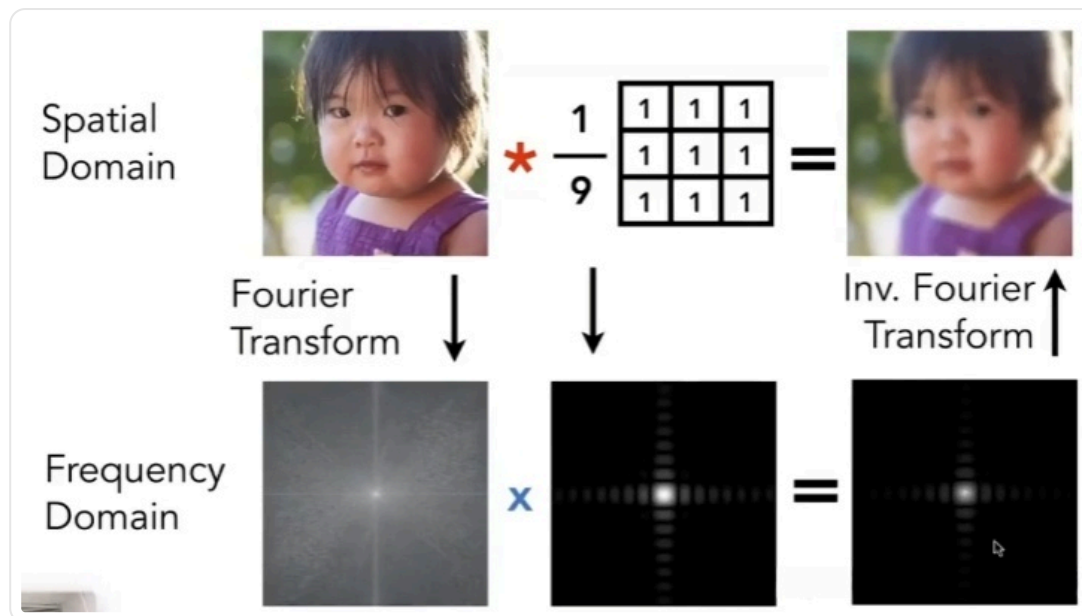 Spatial
Domain
*
1
9
1 1 1
1 1 1
1 1 1
=
Fourier
Transform
Inv. Fourier
Transform
Frequency
Domain
x
=